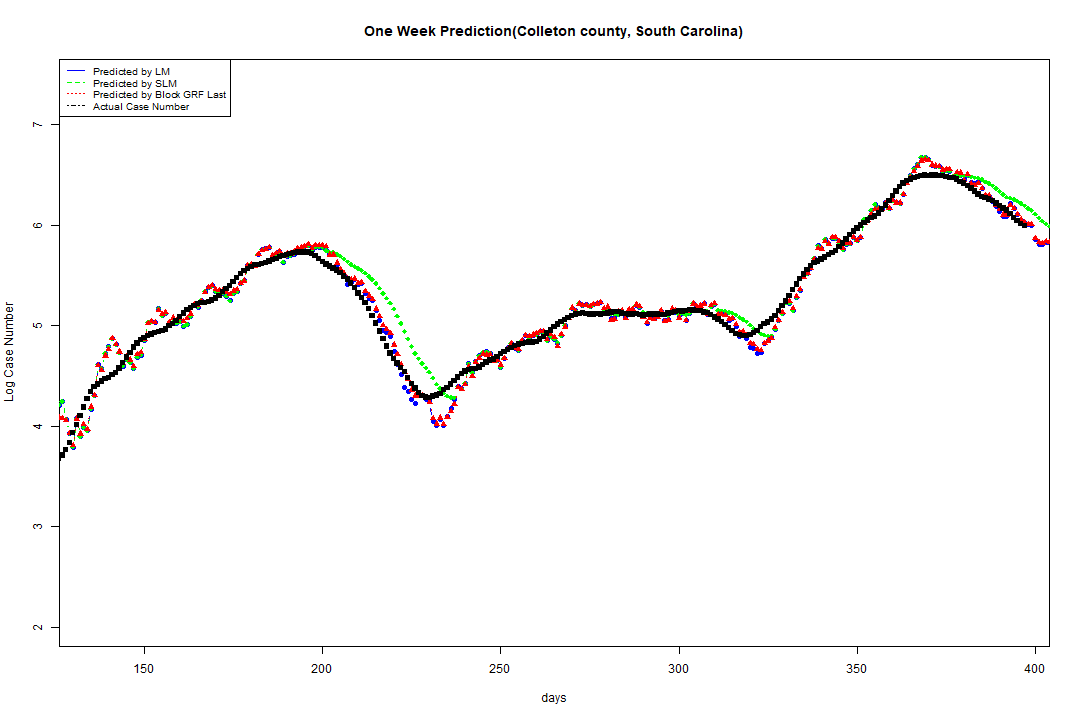 One Week Prediction(Colleton county, South Carolina)
Predicted by LM
Predicted by SLM
Predicted by Block GRF Last
Actual Case Number
7
6
5
4
3
2
Log Case Number
150 200 250 300 350 400
days